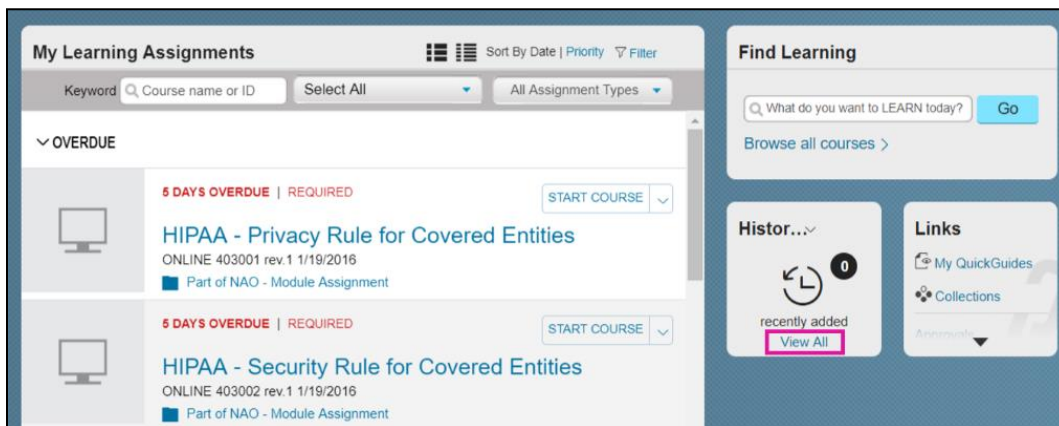 My Learning Assignments
Sort By Date | Priority Filter
Keyword Course name or ID Select All All Assignment Types
OVERDUE
5 DAYS OVERDUE | REQUIRED
START COURSE
HIPAA - Privacy Rule for Covered Entities
ONLINE 403001 rev.1 1/19/2016
Part of NAO - Module Assignment
5 DAYS OVERDUE | REQUIRED
START COURSE
HIPAA - Security Rule for Covered Entities
ONLINE 403002 rev.1 1/19/2016
Part of NAO - Module Assignment
Find Learning
What do you want to LEARN today? Go
Browse all courses >
Histor...
0
recently added
View All
Links
My QuickGuides
Collections
Approvals